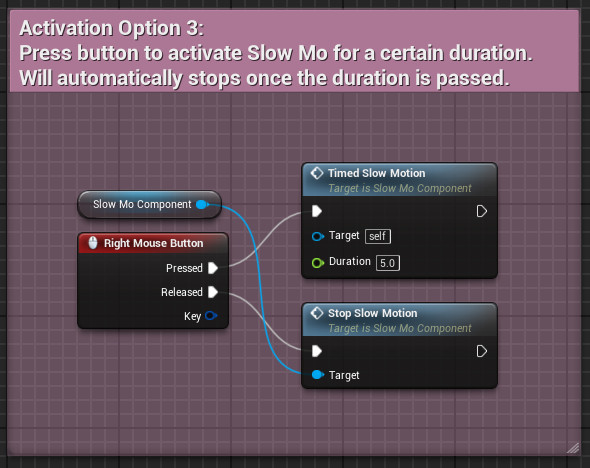 Activation Option 3:
Press button to activate Slow Mo for a certain duration.
Will automatically stops once the duration is passed.
Timed Slow Motion
Target is Slow Mo Component
Slow Mo Component
Target self
Duration 5.0
Right Mouse Button
Pressed
Released
Key
Stop Slow Motion
Target is Slow Mo Component
Target